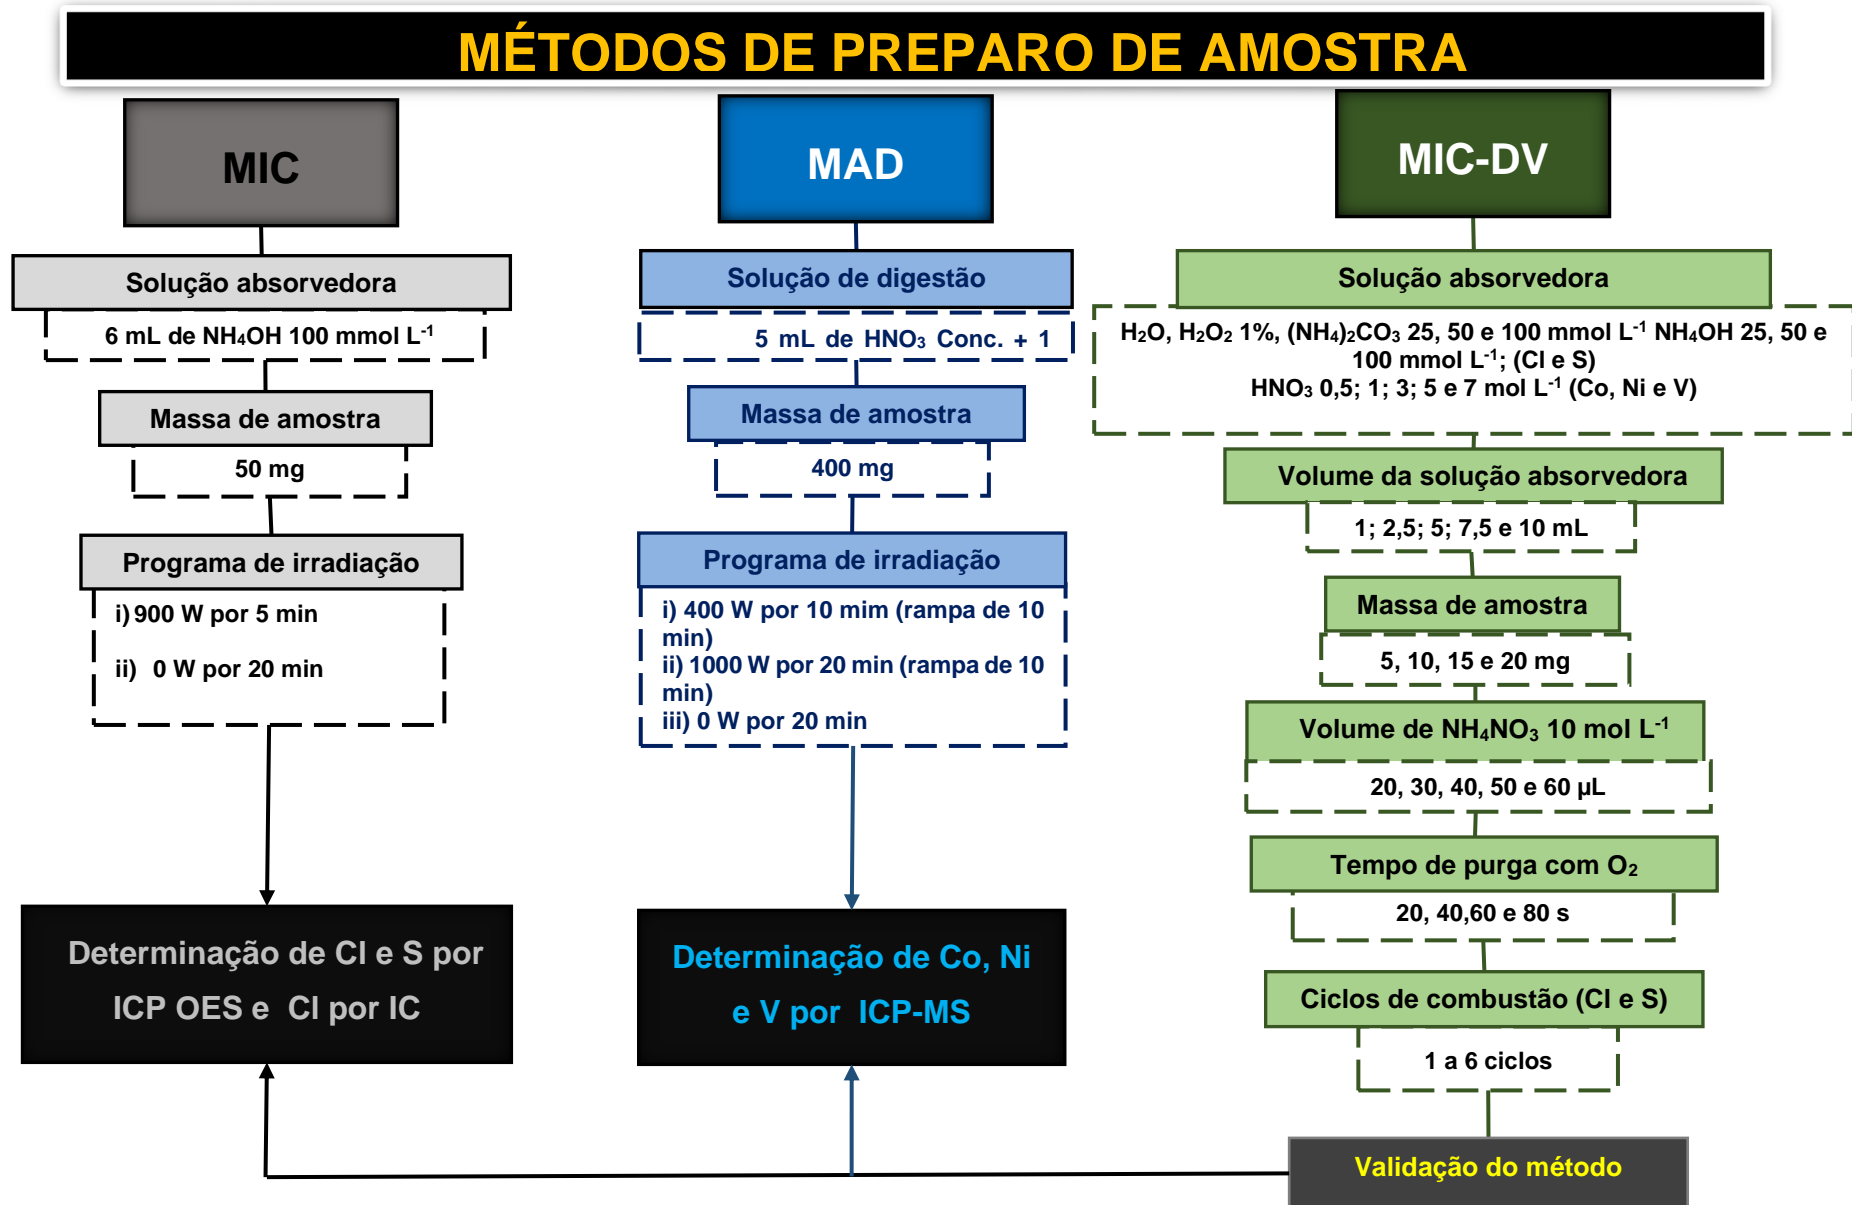 MÉTODOS DE PREPARO DE AMOSTRA
MIC
Solução absorvedora
6 mL de NH₄OH 100 mmol L⁻¹
Massa de amostra
50 mg
Programa de irradiação
i) 900 W por 5 min
ii) 0 W por 20 min
Determinação de Cl e S por
ICP OES e Cl por IC
MAD
Solução de digestão
5 mL de HNO₃ Conc. + 1
Massa de amostra
400 mg
Programa de irradiação
i) 400 W por 10 mim (rampa de 10
min)
ii) 1000 W por 20 min (rampa de 10
min)
iii) 0 W por 20 min
Determinação de Co, Ni
e V por ICP-MS
MIC-DV
Solução absorvedora
H₂O, H₂O₂ 1%, (NH₄)₂CO₃ 25, 50 e 100 mmol L⁻¹ NH₄OH 25, 50 e
100 mmol L⁻¹; (Cl e S)
HNO₃ 0,5; 1; 3; 5 e 7 mol L⁻¹ (Co, Ni e V)
Volume da solução absorvedora
1; 2,5; 5; 7,5 e 10 mL
Massa de amostra
5, 10, 15 e 20 mg
Volume de NH₄NO₃ 10 mol L⁻¹
20, 30, 40, 50 e 60 µL
Tempo de purga com O₂
20, 40,60 e 80 s
Ciclos de combustão (Cl e S)
1 a 6 ciclos
Validação do método